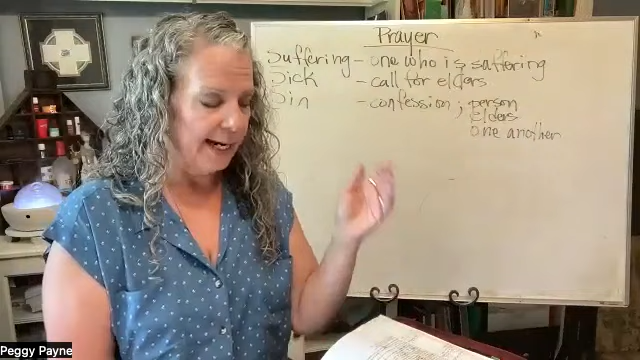 Prayer
Suffering - one who is suffering
Sick - call for elders
Sin - confession ; person
elders
one another
Peggy Payne